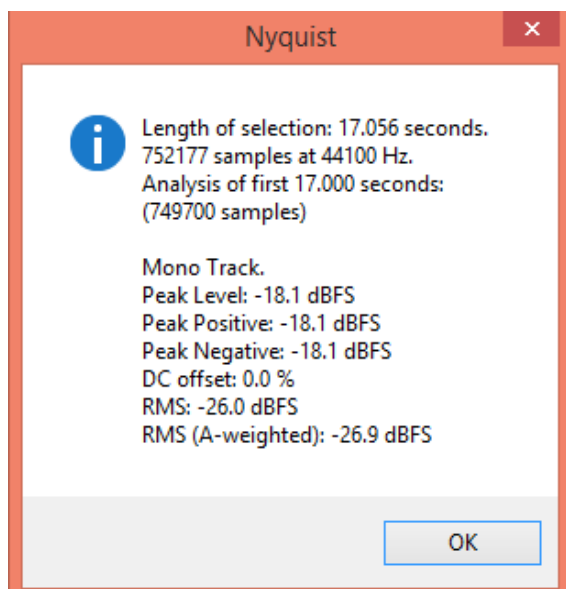 Nyquist
Length of selection: 17.056 seconds.
752177 samples at 44100 Hz.
Analysis of first 17.000 seconds:
(749700 samples)
Mono Track.
Peak Level: -18.1 dBFS
Peak Positive: -18.1 dBFS
Peak Negative: -18.1 dBFS
DC offset: 0.0 %
RMS: -26.0 dBFS
RMS (A-weighted): -26.9 dBFS
OK